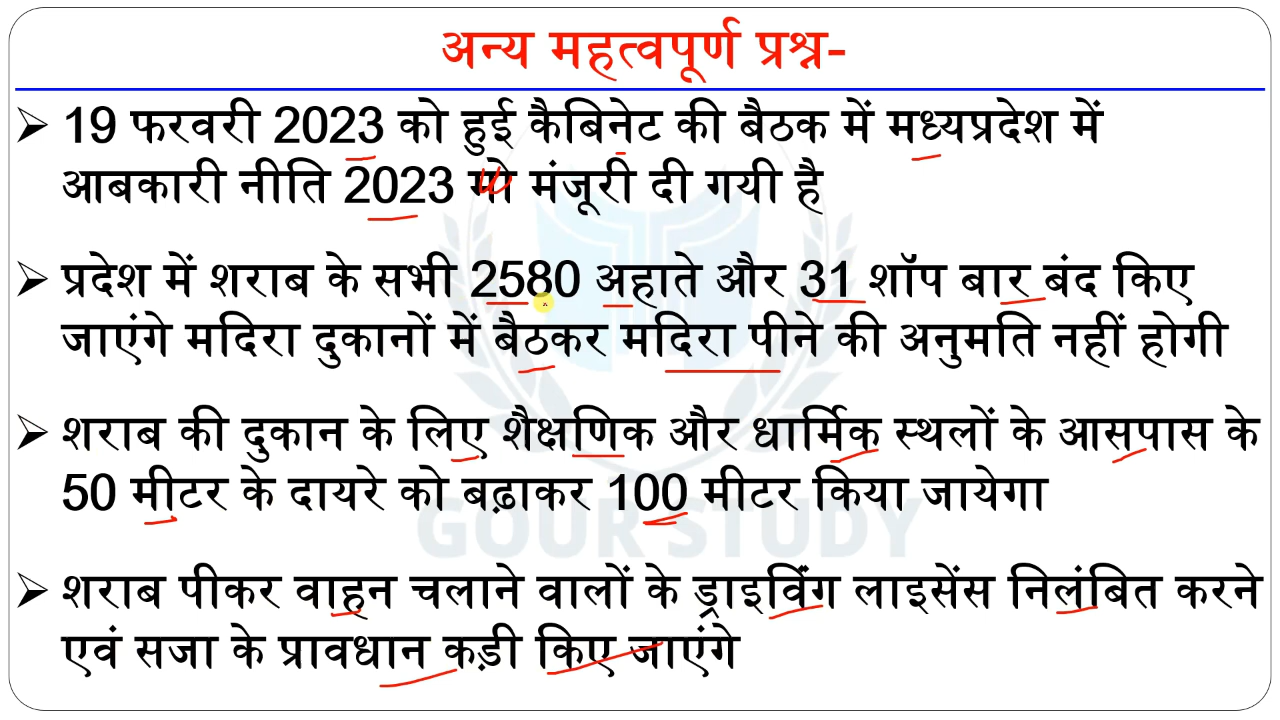 अन्य महत्वपूर्ण प्रश्न-
➢ 19 फरवरी 2023 को हुई कैबिनेट की बैठक में मध्यप्रदेश में
आबकारी नीति 2023 को मंजूरी दी गयी है
➢ प्रदेश में शराब के सभी 2580 अहाते और 31 शॉप बार बंद किए
जाएंगे मदिरा दुकानों में बैठकर मदिरा पीने की अनुमति नहीं होगी
➢ शराब की दुकान के लिए शैक्षणिक और धार्मिक स्थलों के आसपास के
50 मीटर के दायरे को बढ़ाकर 100 मीटर किया जायेगा
➢ शराब पीकर वाहन चलाने वालों के ड्राइविंग लाइसेंस निलंबित करने
एवं सजा के प्रावधान कड़ी किए जाएंगे
GOUR STUDY